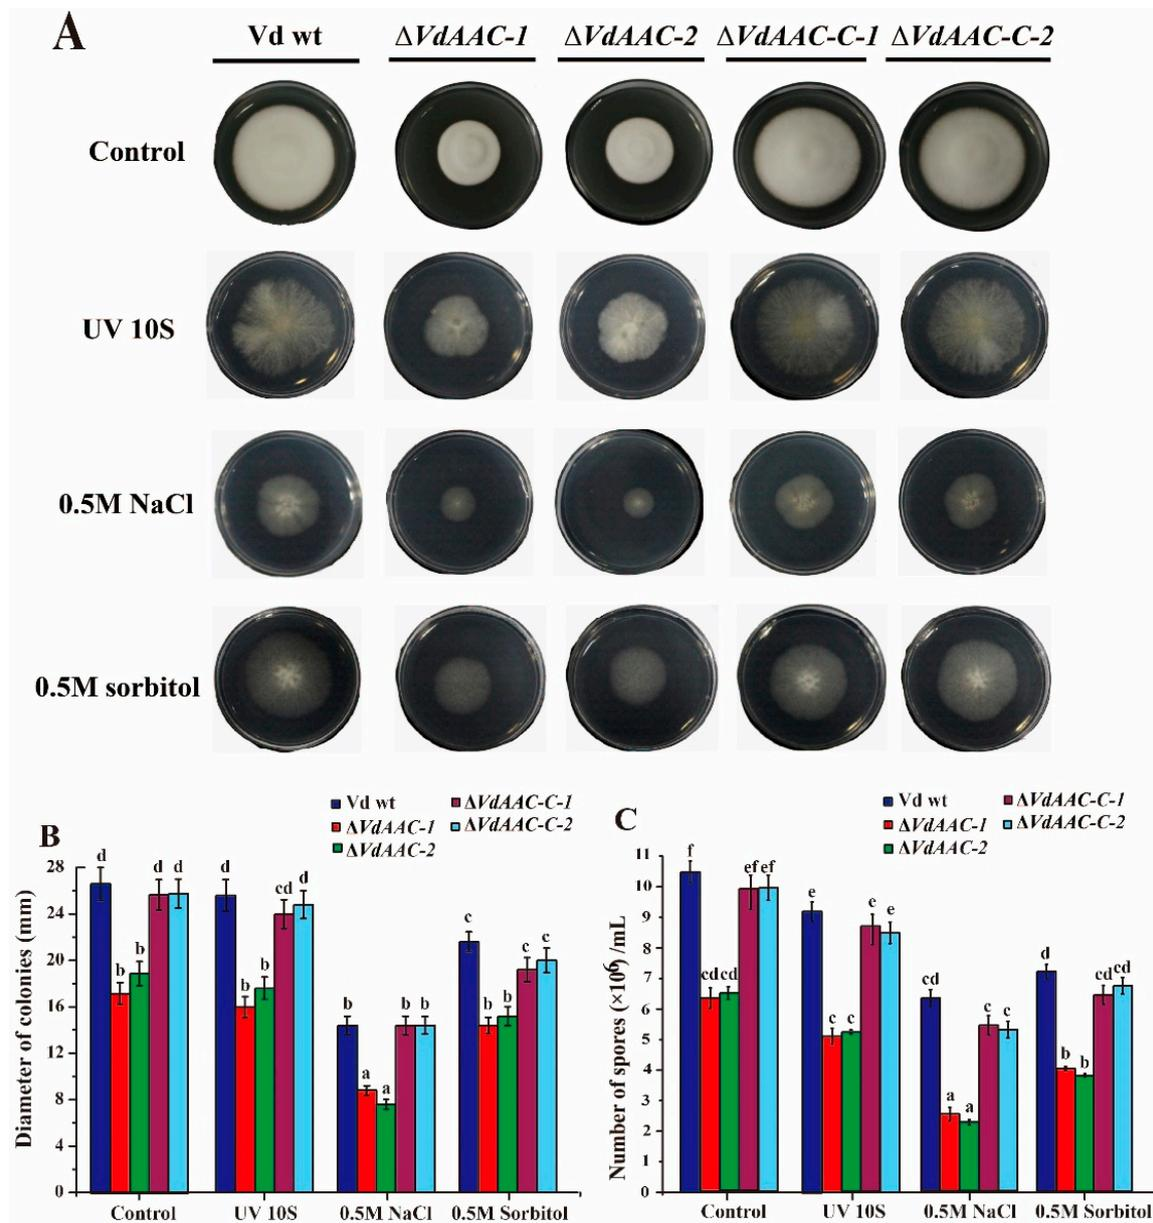 A
Vd wt ΔVdAAC-1 ΔVdAAC-2 ΔVdAAC-C-1 ΔVdAAC-C-2
Control
UV 10S
0.5M NaCl
0.5M sorbitol
B
Vd wt ΔVdAAC-C-1
ΔVdAAC-1 ΔVdAAC-C-2
ΔVdAAC-2
Diameter of colonies (mm)
28
24
20
16
12
8
4
0
d b b d d
d b b cd d
b a a b b
c b b c c
Control UV 10S 0.5M NaCl 0.5M Sorbitol
C
Vd wt ΔVdAAC-C-1
ΔVdAAC-1 ΔVdAAC-C-2
ΔVdAAC-2
Number of spores (×10⁶) /mL
11
10
9
8
7
6
5
4
3
2
1
0
f cd cd ef ef
e c c e e
cd a a c c
d b b cd cd
Control UV 10S 0.5M NaCl 0.5M Sorbitol